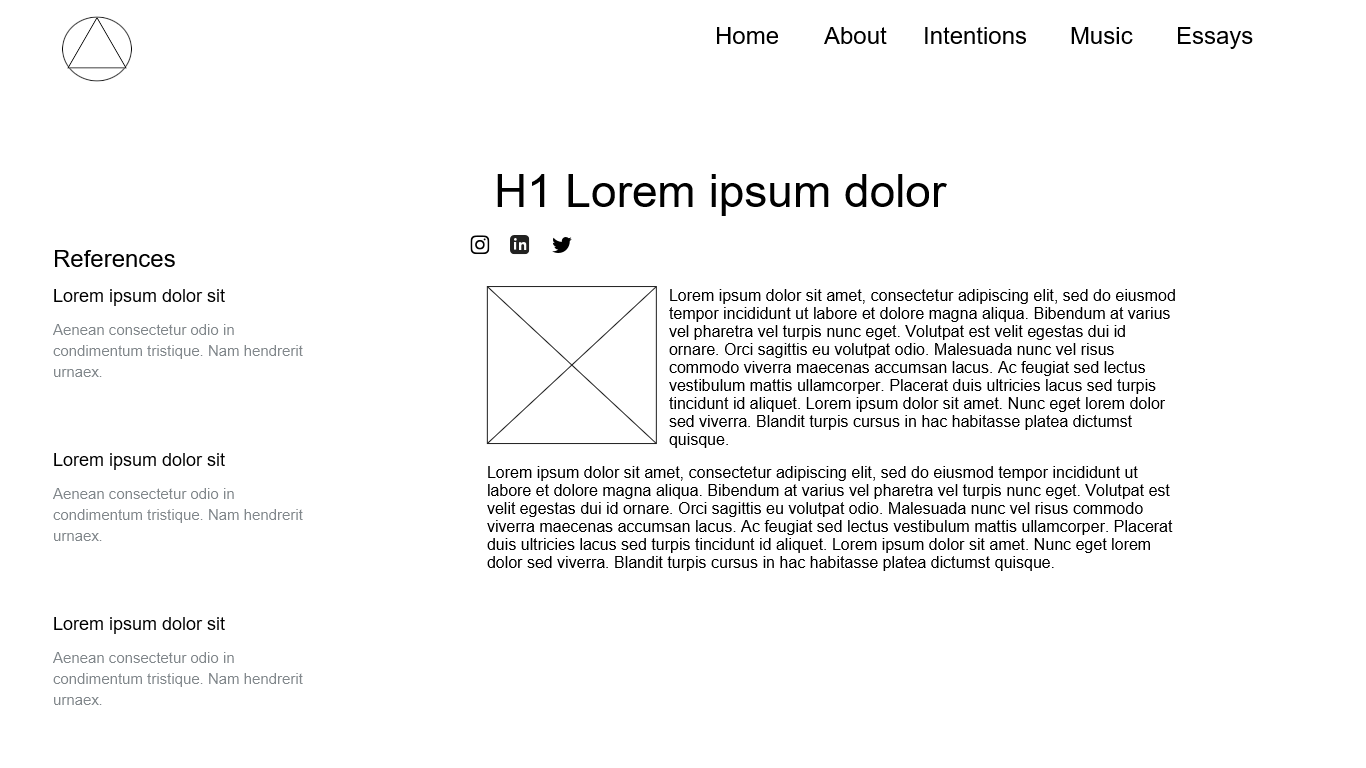 Home About Intentions Music Essays
H1 Lorem ipsum dolor
References
Lorem ipsum dolor sit
Aenean consectetur odio in
condimentum tristique. Nam hendrerit
urnaex.
Lorem ipsum dolor sit
Aenean consectetur odio in
condimentum tristique. Nam hendrerit
urnaex.
Lorem ipsum dolor sit
Aenean consectetur odio in
condimentum tristique. Nam hendrerit
urnaex.
in
Lorem ipsum dolor sit amet, consectetur adipiscing elit, sed do eiusmod
tempor incididunt ut labore et dolore magna aliqua. Bibendum at varius
vel pharetra vel turpis nunc eget. Volutpat est velit egestas dui id
ornare. Orci sagittis eu volutpat odio. Malesuada nunc vel risus
commodo viverra maecenas accumsan lacus. Ac feugiat sed lectus
vestibulum mattis ullamcorper. Placerat duis ultricies lacus sed turpis
tincidunt id aliquet. Lorem ipsum dolor sit amet. Nunc eget lorem dolor
sed viverra. Blandit turpis cursus in hac habitasse platea dictumst
quisque.
Lorem ipsum dolor sit amet, consectetur adipiscing elit, sed do eiusmod tempor incididunt ut
labore et dolore magna aliqua. Bibendum at varius vel pharetra vel turpis nunc eget. Volutpat est
velit egestas dui id ornare. Orci sagittis eu volutpat odio. Malesuada nunc vel risus commodo
viverra maecenas accumsan lacus. Ac feugiat sed lectus vestibulum mattis ullamcorper. Placerat
duis ultricies lacus sed turpis tincidunt id aliquet. Lorem ipsum dolor sit amet. Nunc eget lorem
dolor sed viverra. Blandit turpis cursus in hac habitasse platea dictumst quisque.